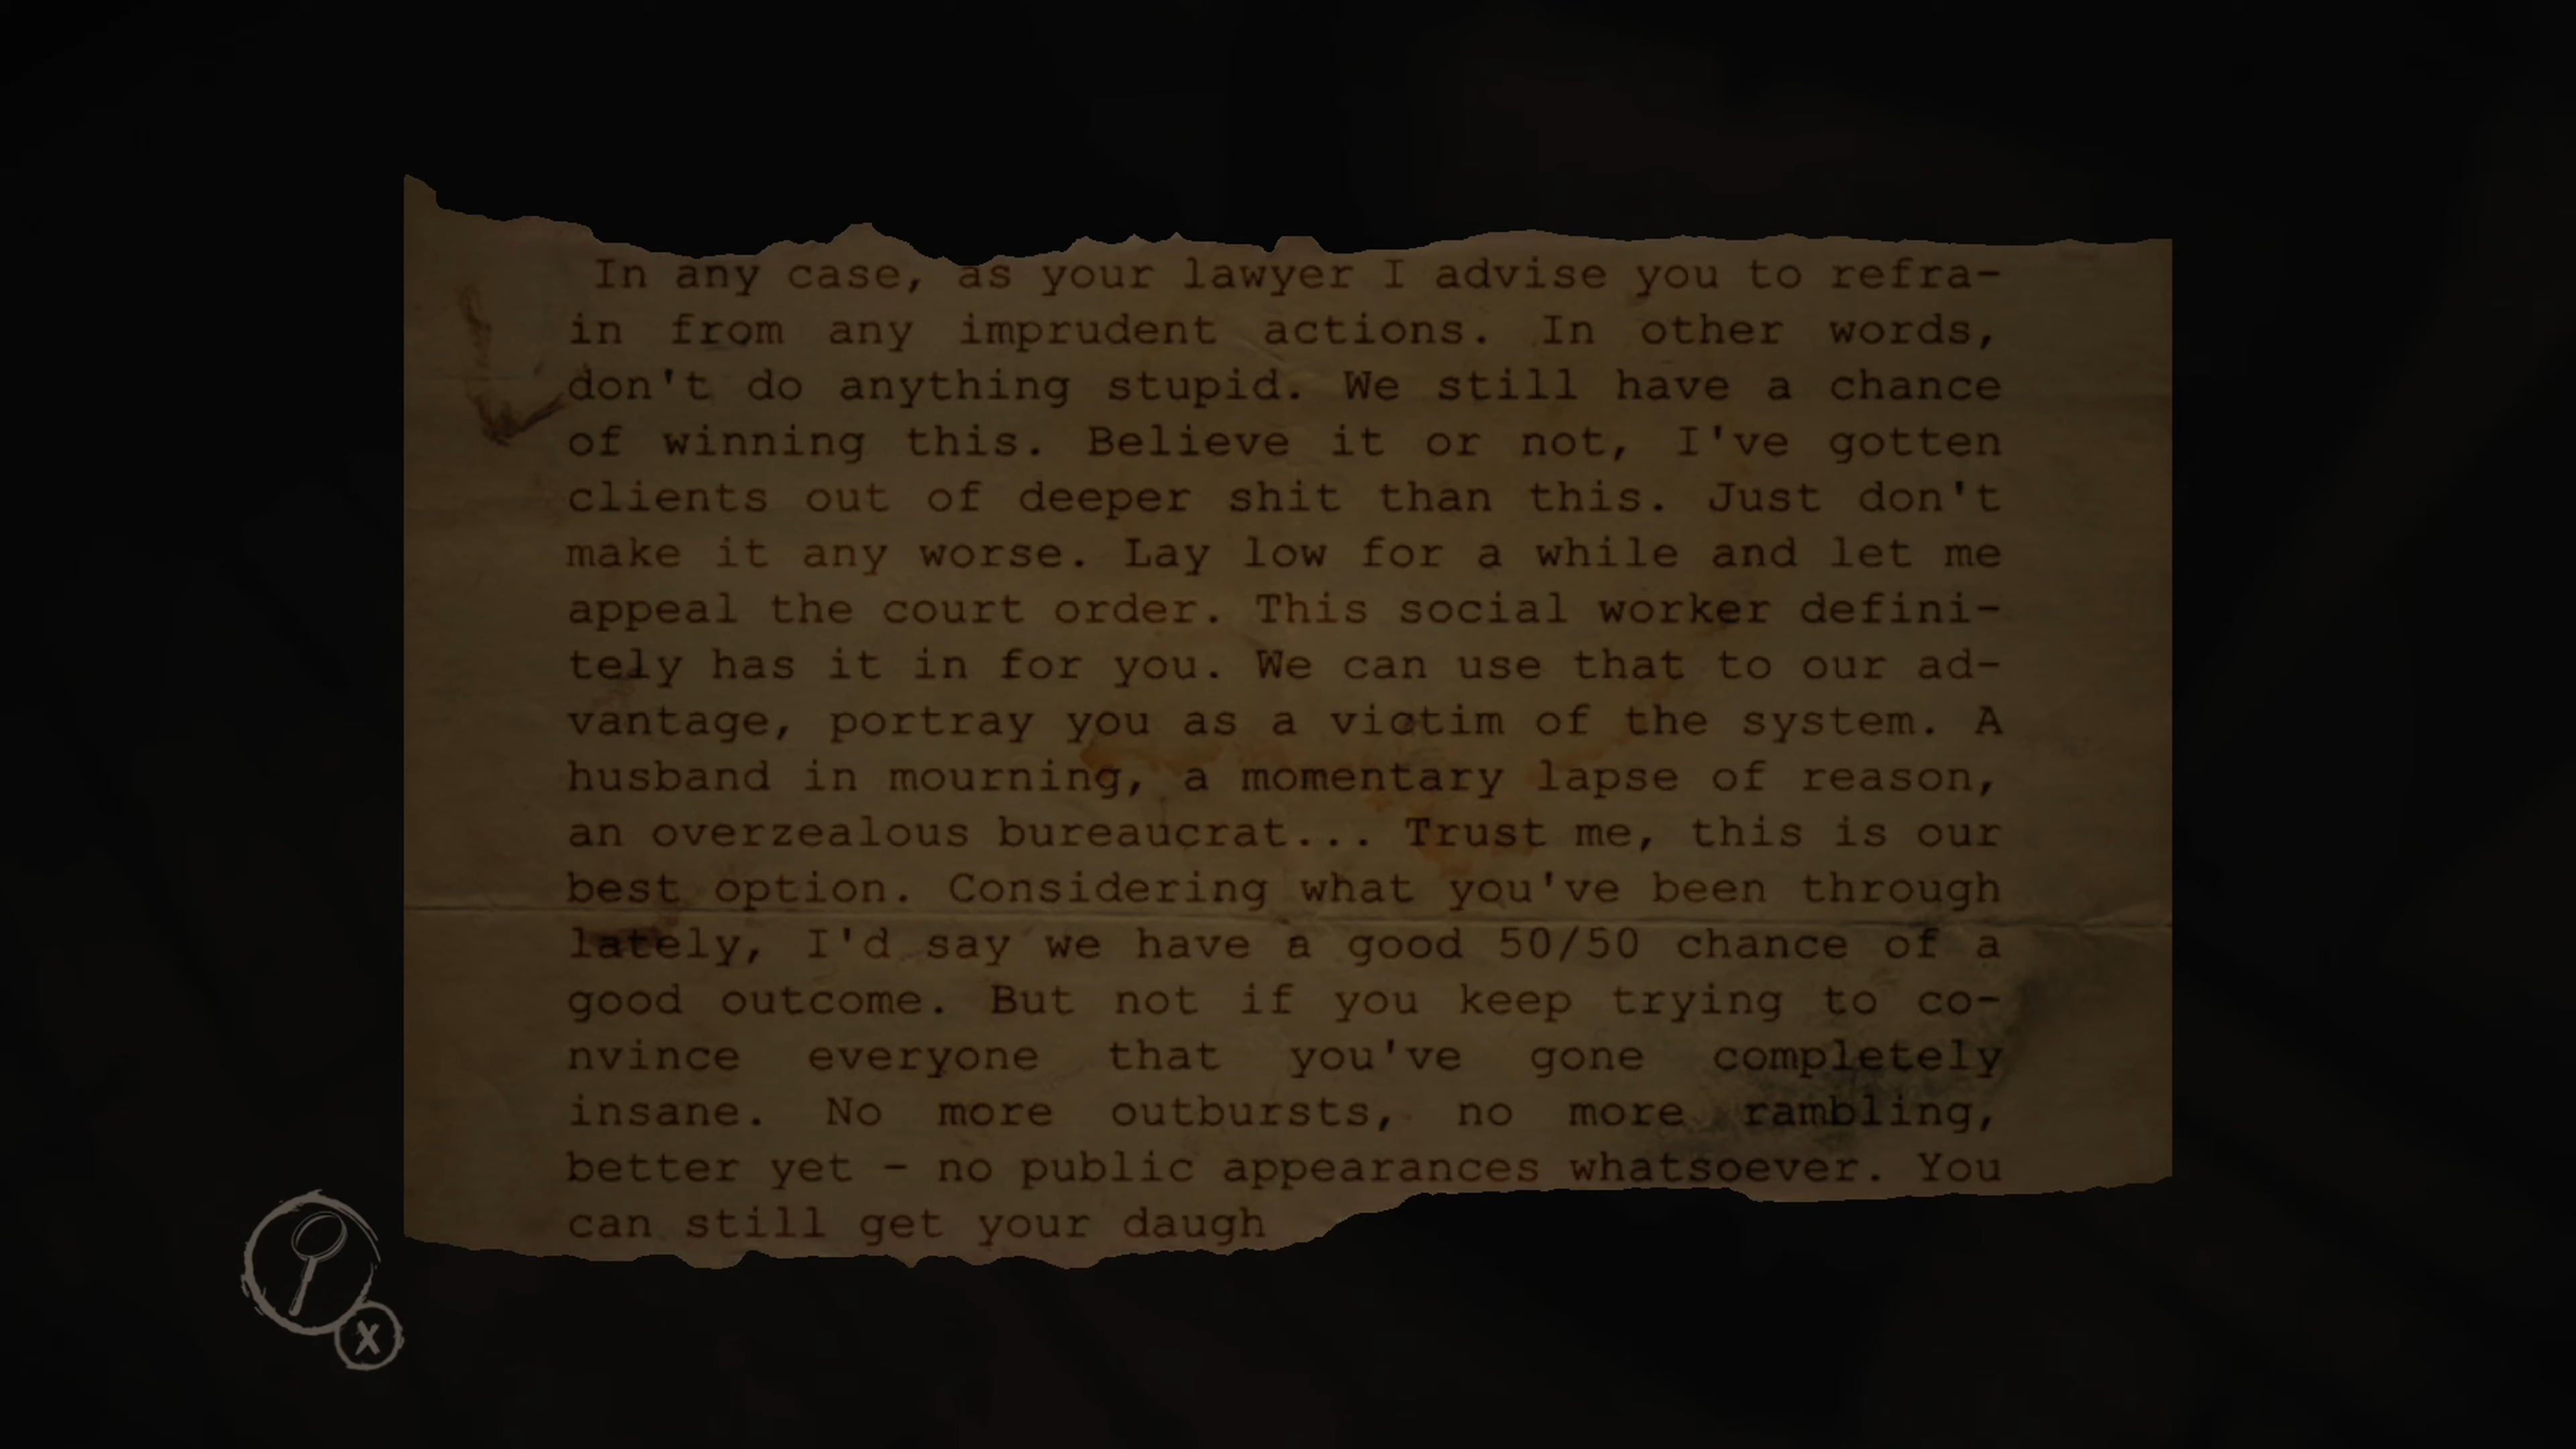 In any case, as your lawyer I advise you to refra-
in from any imprudent actions. In other words,
don't do anything stupid. We still have a chance
of winning this. Believe it or not, I've gotten
clients out of deeper shit than this. Just don't
make it any worse. Lay low for a while and let me
appeal the court order. This social worker defini-
tely has it in for you. We can use that to our ad-
vantage, portray you as a victim of the system. A
husband in mourning, a momentary lapse of reason,
an overzealous bureaucrat... Trust me, this is our
best option. Considering what you've been through
lately, I'd say we have a good 50/50 chance of a
good outcome. But not if you keep trying to co-
nvince everyone that you've gone completely
insane. No more outbursts, no more rambling,
better yet - no public appearances whatsoever. You
can still get your daugh
X